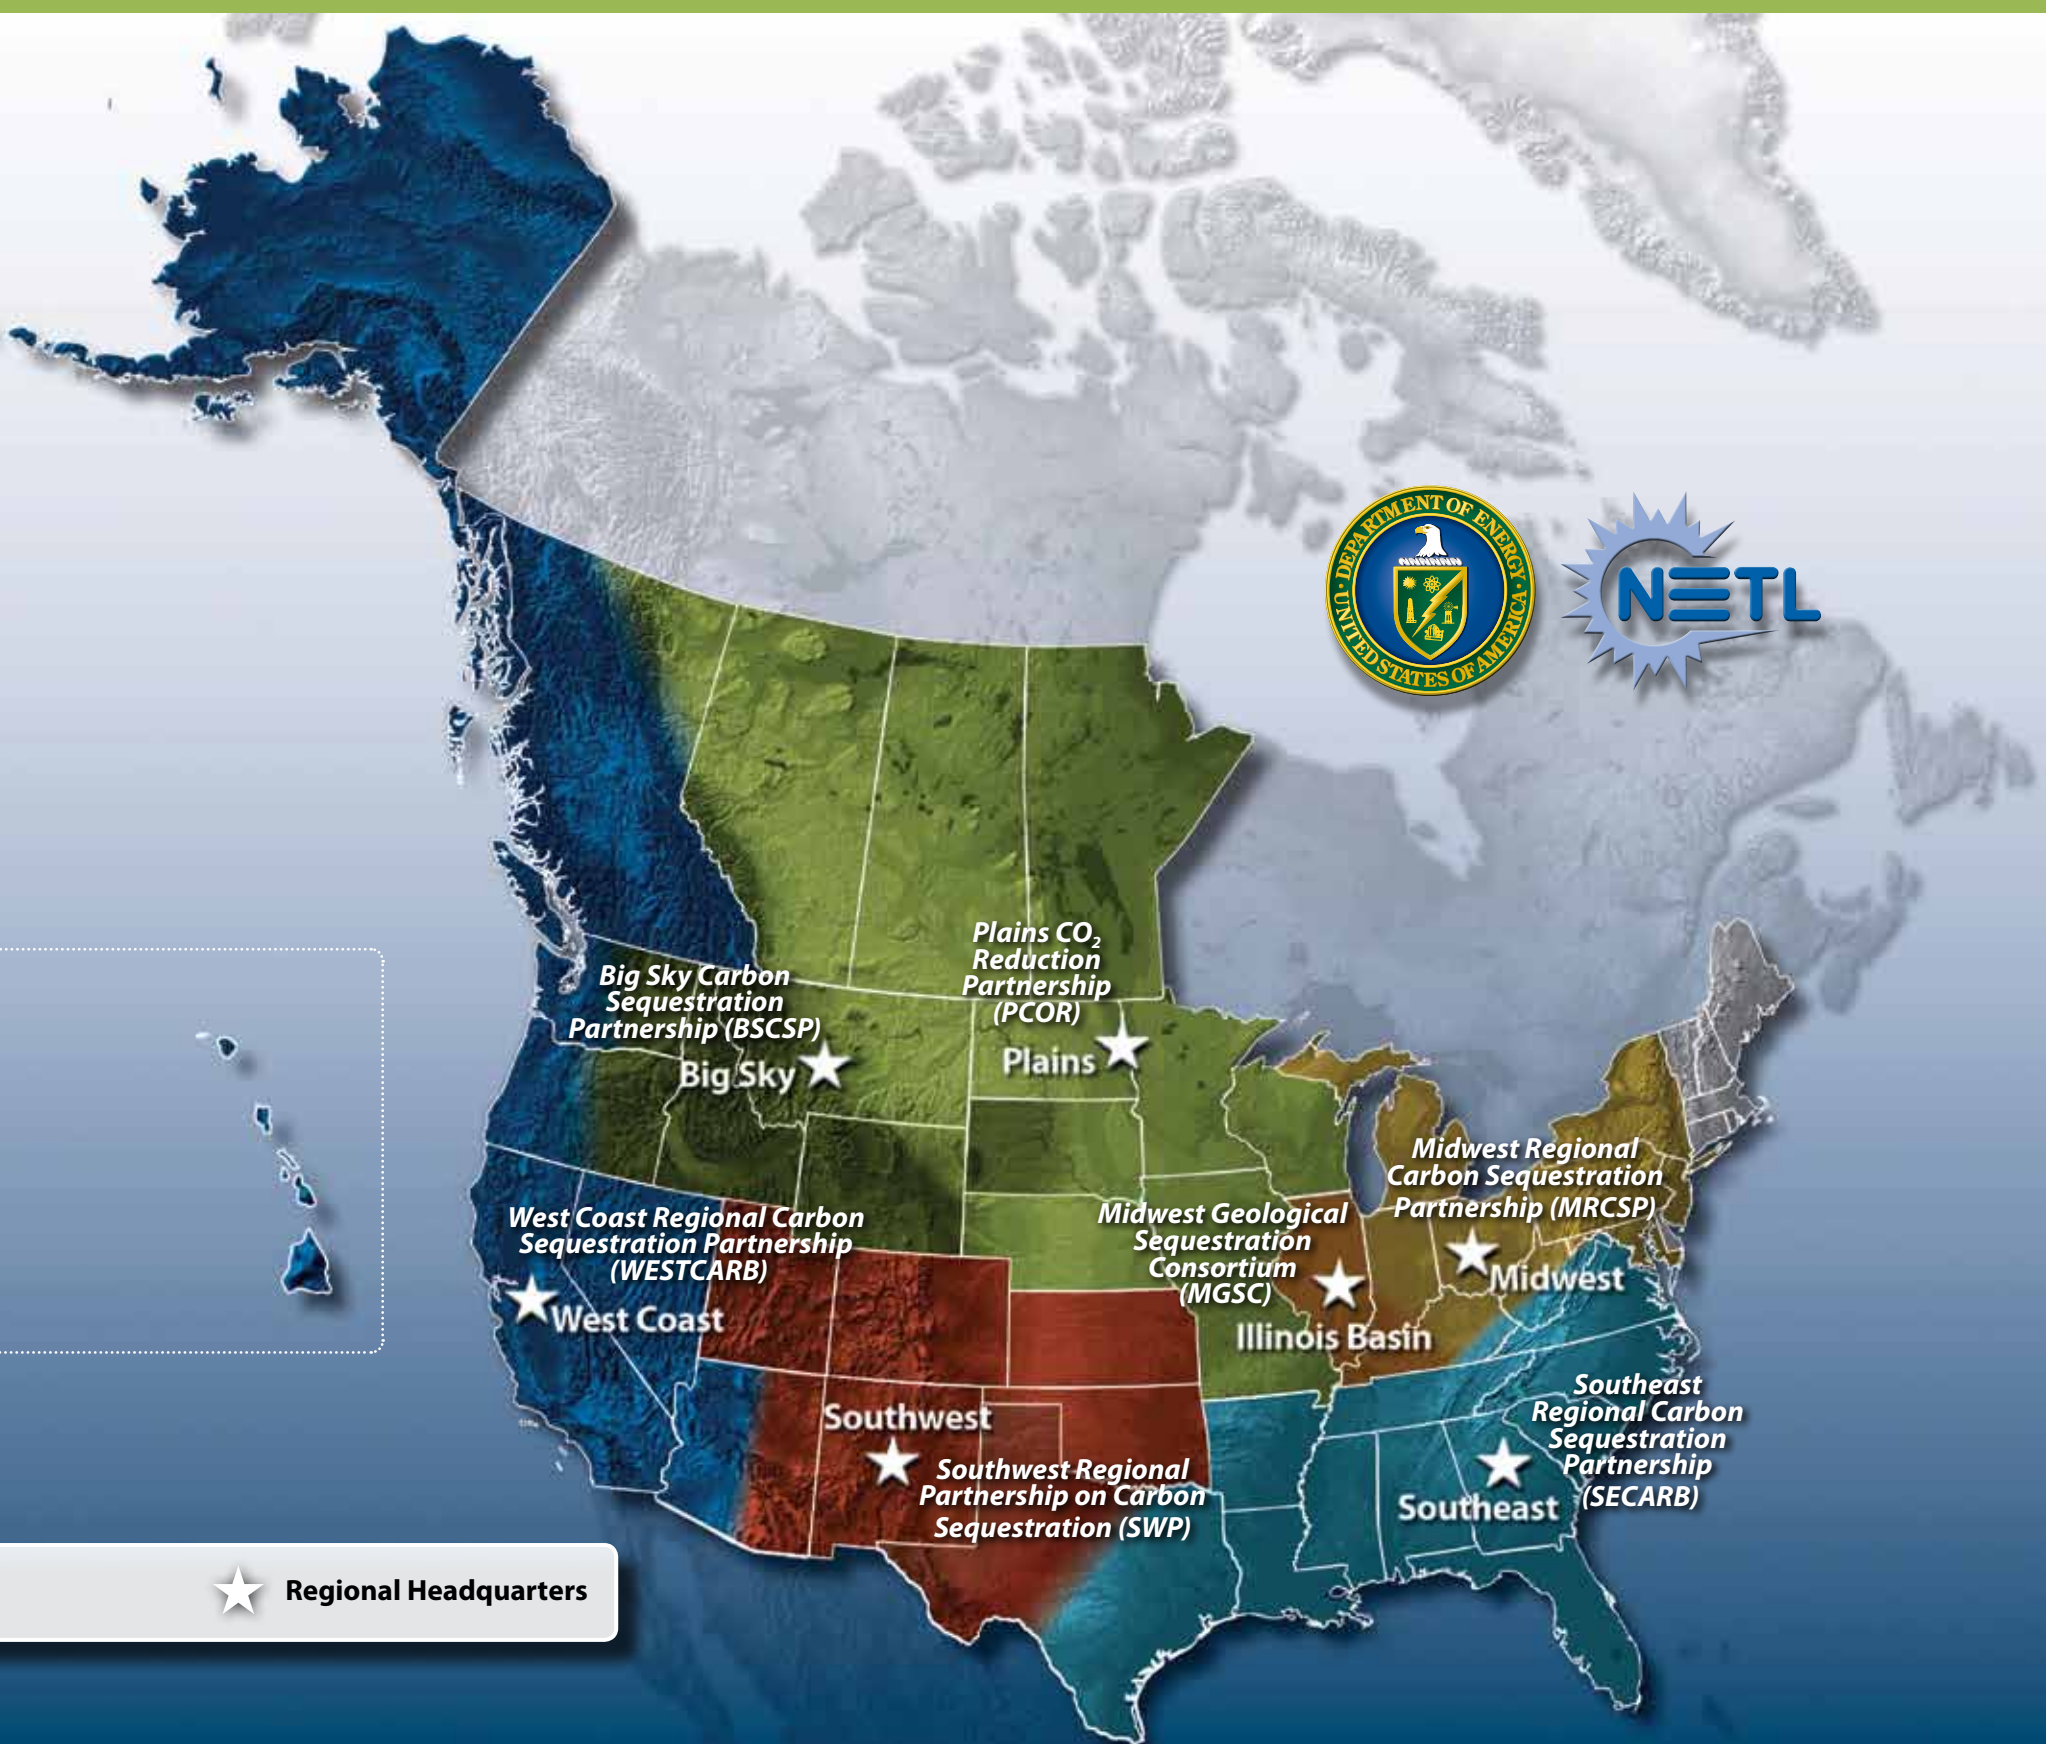 UNITED STATES OF AMERICA · DEPARTMENT OF ENERGY ·
NETL
Plains CO₂
Reduction
Partnership
(PCOR)
Plains
Big Sky Carbon
Sequestration
Partnership (BSCSP)
Big Sky
Midwest Regional
Carbon Sequestration
Partnership (MRCSP)
Midwest
West Coast Regional Carbon
Sequestration Partnership
(WESTCARB)
West Coast
Midwest Geological
Sequestration
Consortium
(MGSC)
Illinois Basin
Southwest
Southwest Regional
Partnership on Carbon
Sequestration (SWP)
Southeast
Regional Carbon
Sequestration
Partnership
(SECARB)
Southeast
Regional Headquarters